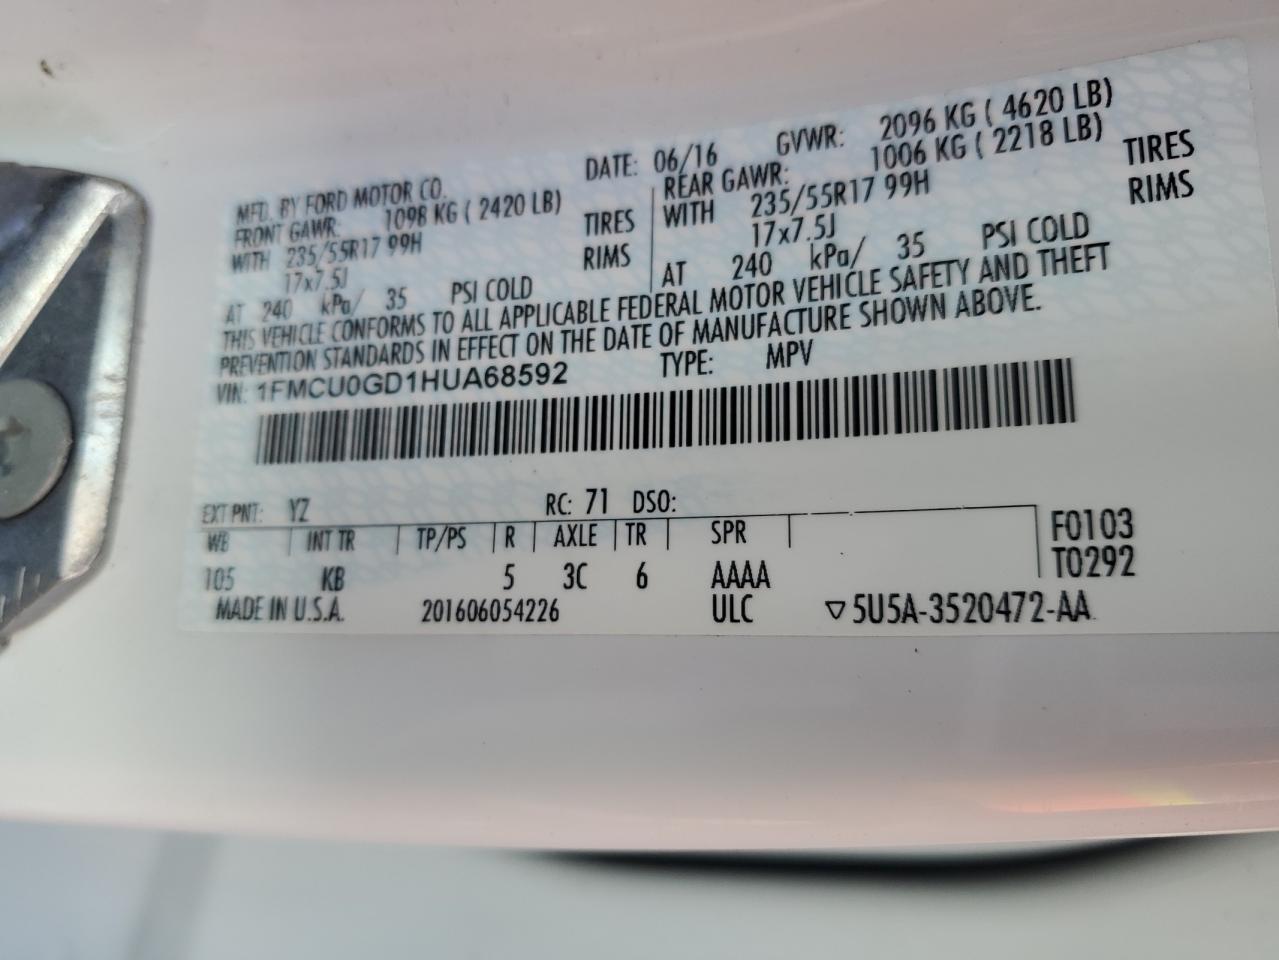 MFD. BY FORD MOTOR CO. DATE: 06/16 GVWR: 2096 KG ( 4620 LB)
FRONT GAWR: 1098 KG ( 2420 LB) REAR GAWR: 1006 KG ( 2218 LB)
WITH 235/55R17 99H TIRES WITH 235/55R17 99H TIRES
17x7.5J RIMS 17x7.5J RIMS
AT 240 kPa/ 35 PSI COLD AT 240 kPa/ 35 PSI COLD
THIS VEHICLE CONFORMS TO ALL APPLICABLE FEDERAL MOTOR VEHICLE SAFETY AND THEFT
PREVENTION STANDARDS IN EFFECT ON THE DATE OF MANUFACTURE SHOWN ABOVE.
VIN: 1FMCU0GD1HUA68592 TYPE: MPV
EXT PNT: YZ RC: 71 DSO:
WB INT TR TP/PS R AXLE TR SPR F0103
105 KB 5 3C 6 AAAA T0292
MADE IN U.S.A. 201606054226 ULC ▽5U5A-3520472-AA